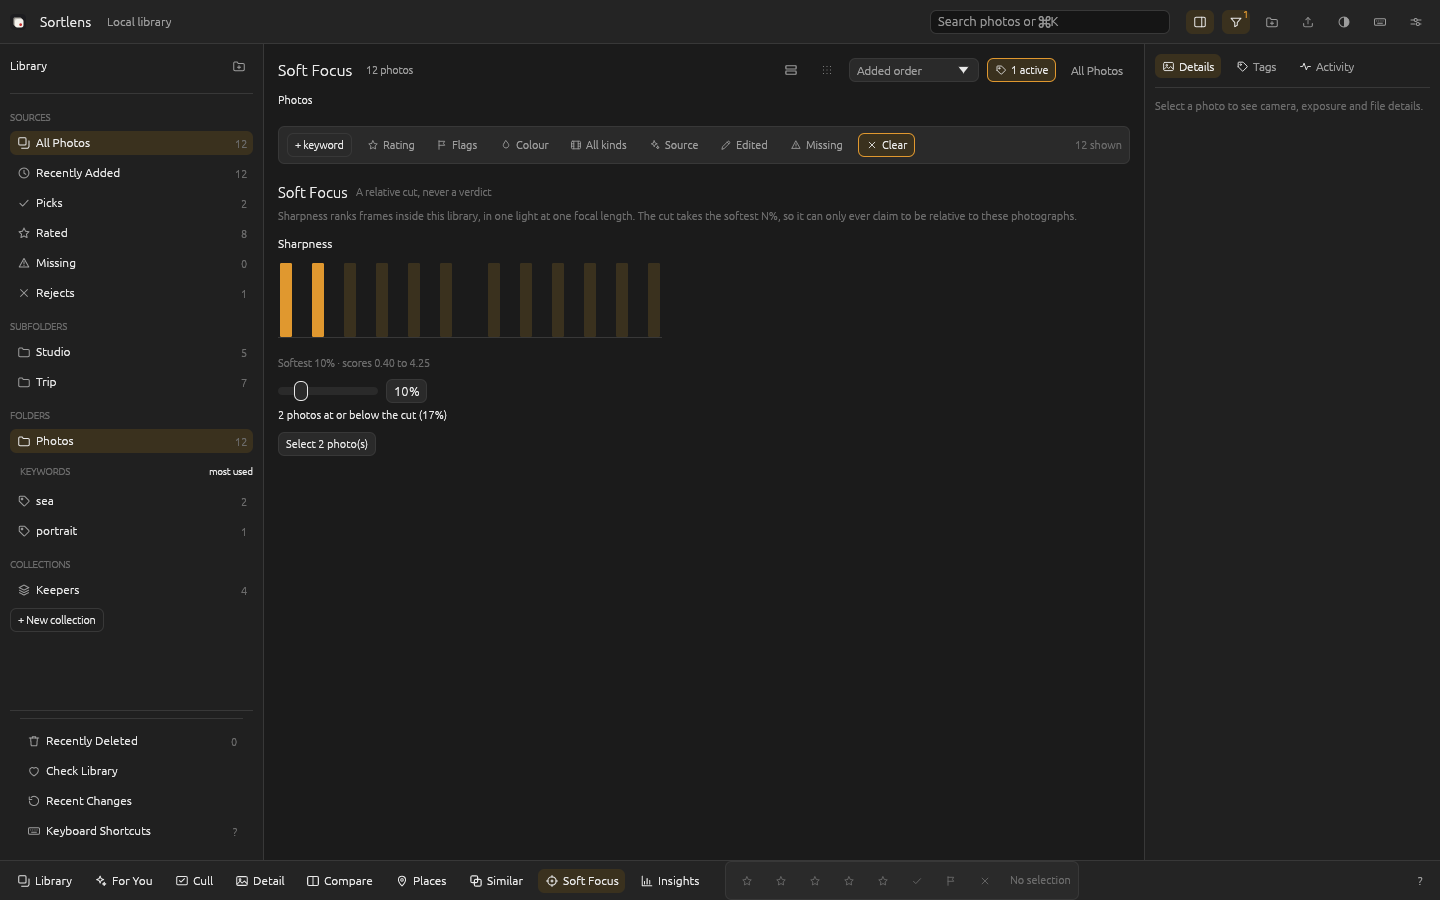 Sortlens Local library Search photos or ⌘K 1
Library
SOURCES
All Photos 12
Recently Added 12
Picks 2
Rated 8
Missing 0
Rejects 1
SUBFOLDERS
Studio 5
Trip 7
FOLDERS
Photos 12
KEYWORDS most used
sea 2
portrait 1
COLLECTIONS
Keepers 4
+ New collection
Recently Deleted 0
Check Library
Recent Changes
Keyboard Shortcuts ?
Soft Focus 12 photos Added order 1 active All Photos
Photos
+ keyword Rating Flags Colour All kinds Source Edited Missing Clear 12 shown
Soft Focus A relative cut, never a verdict
Sharpness ranks frames inside this library, in one light at one focal length. The cut takes the softest N%, so it can only ever claim to be relative to these photographs.
Sharpness
Softest 10% · scores 0.40 to 4.25
10%
2 photos at or below the cut (17%)
Select 2 photo(s)
Details Tags Activity
Select a photo to see camera, exposure and file details.
Library For You Cull Detail Compare Places Similar Soft Focus Insights No selection ?